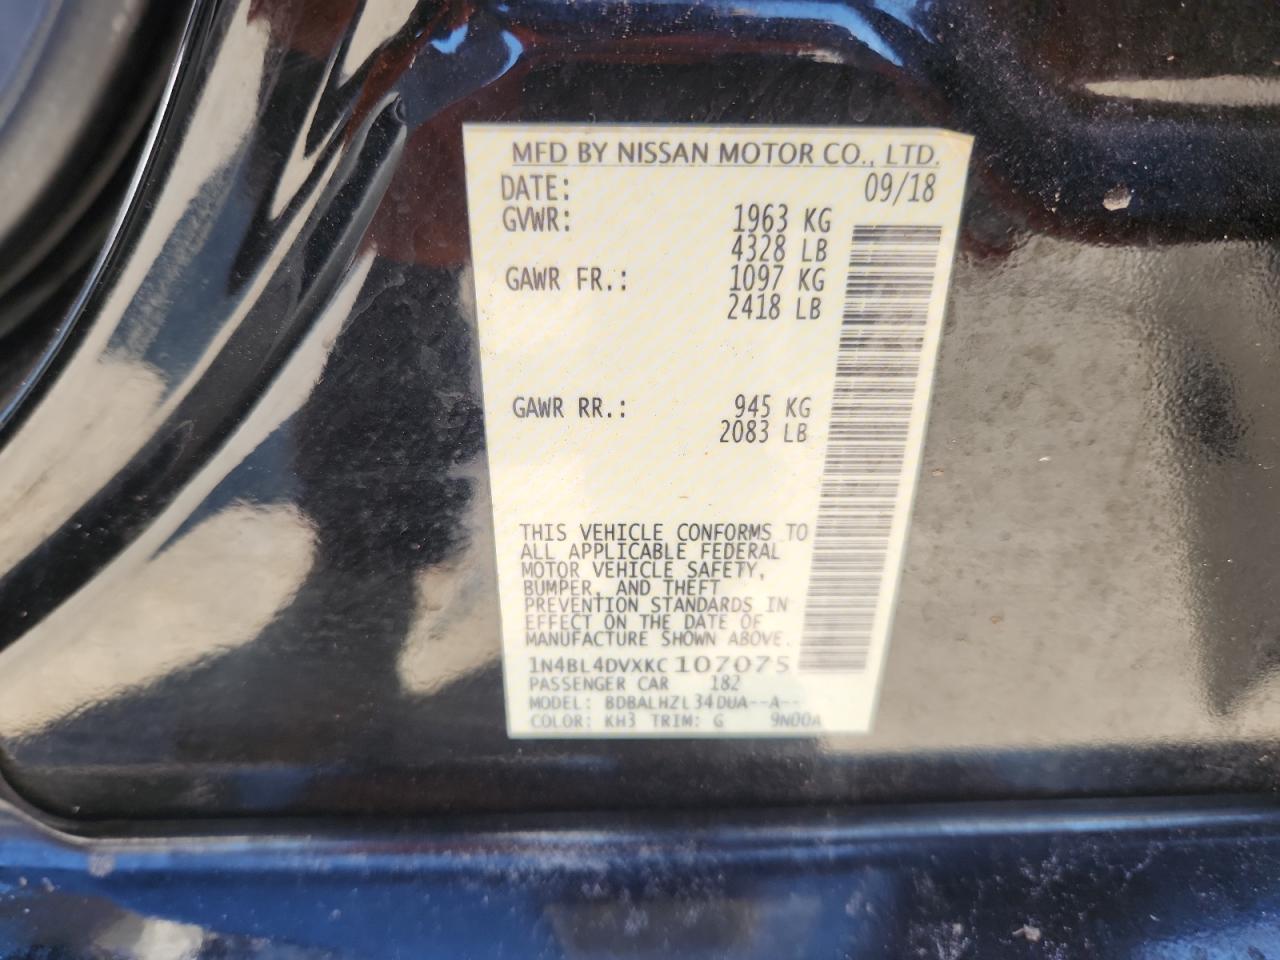 MFD BY NISSAN MOTOR CO., LTD.
DATE: 09/18
GVWR: 1963 KG
4328 LB
GAWR FR.: 1097 KG
2418 LB
GAWR RR.: 945 KG
2083 LB
THIS VEHICLE CONFORMS TO
ALL APPLICABLE FEDERAL
MOTOR VEHICLE SAFETY,
BUMPER, AND THEFT
PREVENTION STANDARDS IN
EFFECT ON THE DATE OF
MANUFACTURE SHOWN ABOVE.
1N4BL4DVXKC107075
PASSENGER CAR 182
MODEL: BDBALHZL34DUA--A--
COLOR: KH3 TRIM: G 9N00A